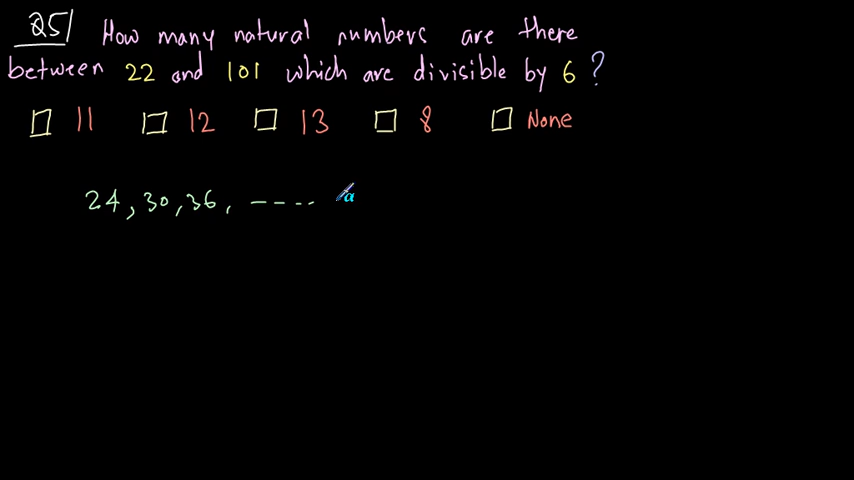 Q5/ How many natural numbers are there
between 22 and 101 which are divisible by 6 ?
11 12 13 8 None
24, 30, 36, ----